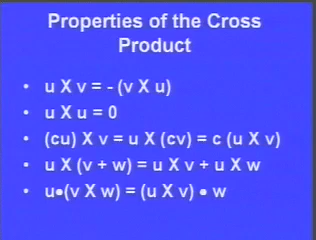 Properties of the Cross
Product
• u X v = - (v X u)
• u X u = 0
• (cu) X v = u X (cv) = c (u X v)
• u X (v + w) = u X v + u X w
• u•(v X w) = (u X v) • w